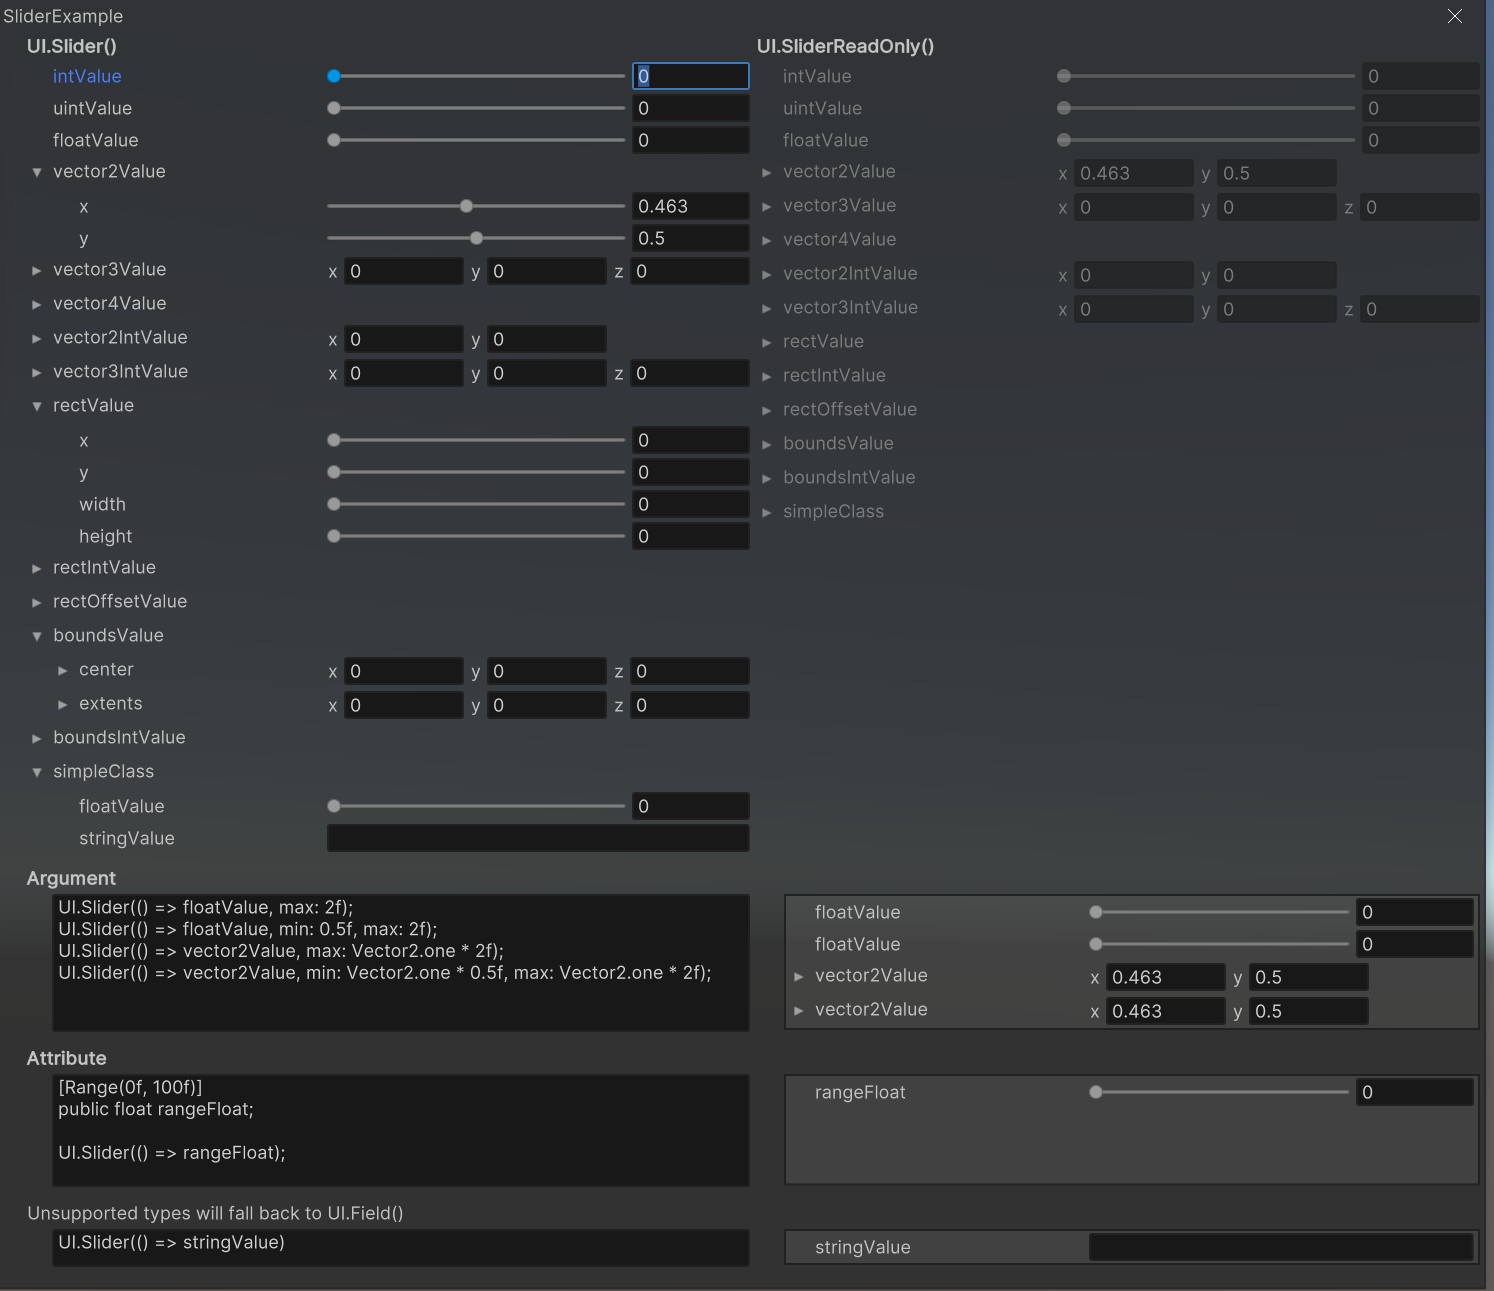 SliderExample
UI.Slider()
intValue 0
uintValue 0
floatValue 0
vector2Value
x 0.463
y 0.5
vector3Value x 0 y 0 z 0
vector4Value
vector2IntValue x 0 y 0
vector3IntValue x 0 y 0 z 0
rectValue
x 0
y 0
width 0
height 0
rectIntValue
rectOffsetValue
boundsValue
center x 0 y 0 z 0
extents x 0 y 0 z 0
boundsIntValue
simpleClass
floatValue 0
stringValue
UI.SliderReadOnly()
intValue 0
uintValue 0
floatValue 0
vector2Value x 0.463 y 0.5
vector3Value x 0 y 0 z 0
vector4Value
vector2IntValue x 0 y 0
vector3IntValue x 0 y 0 z 0
rectValue
rectIntValue
rectOffsetValue
boundsValue
boundsIntValue
simpleClass
Argument
UI.Slider(() => floatValue, max: 2f);
UI.Slider(() => floatValue, min: 0.5f, max: 2f);
UI.Slider(() => vector2Value, max: Vector2.one * 2f);
UI.Slider(() => vector2Value, min: Vector2.one * 0.5f, max: Vector2.one * 2f);
floatValue 0
floatValue 0
vector2Value x 0.463 y 0.5
vector2Value x 0.463 y 0.5
Attribute
[Range(0f, 100f)]
public float rangeFloat;
UI.Slider(() => rangeFloat);
rangeFloat 0
Unsupported types will fall back to UI.Field()
UI.Slider(() => stringValue)
stringValue